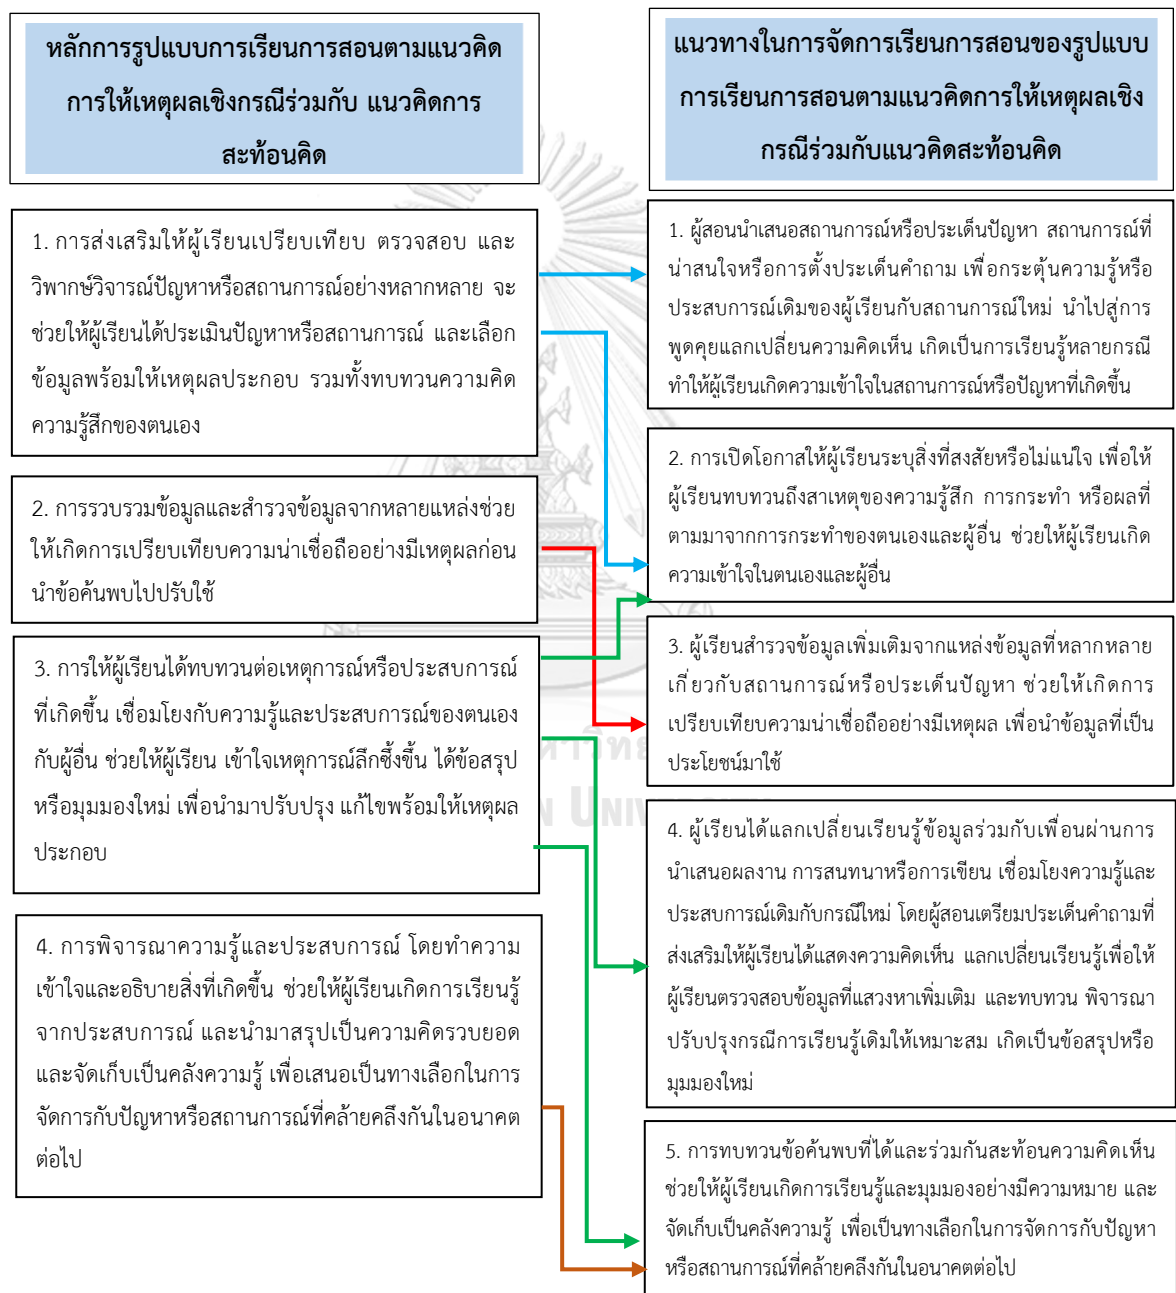 หลักการรูปแบบการเรียนการสอนตามแนวคิด
การให้เหตุผลเชิงกรณีร่วมกับ แนวคิดการ
สะท้อนคิด
1. การส่งเสริมให้ผู้เรียนเปรียบเทียบ ตรวจสอบ และ
วิพากษ์วิจารณ์ปัญหาหรือสถานการณ์อย่างหลากหลาย จะ
ช่วยให้ผู้เรียนได้ประเมินปัญหาหรือสถานการณ์ และเลือก
ข้อมูลพร้อมให้เหตุผลประกอบ รวมทั้งทบทวนความคิด
ความรู้สึกของตนเอง
2. การรวบรวมข้อมูลและสำรวจข้อมูลจากหลายแหล่งช่วย
ให้เกิดการเปรียบเทียบความน่าเชื่อถืออย่างมีเหตุผลก่อน
นำข้อค้นพบไปปรับใช้
3. การให้ผู้เรียนได้ทบทวนต่อเหตุการณ์หรือประสบการณ์
ที่เกิดขึ้น เชื่อมโยงกับความรู้และประสบการณ์ของตนเอง
กับผู้อื่น ช่วยให้ผู้เรียน เข้าใจเหตุการณ์ลึกซึ้งขึ้น ได้ข้อสรุป
หรือมุมมองใหม่ เพื่อนำมาปรับปรุง แก้ไขพร้อมให้เหตุผล
ประกอบ
4. การพิจารณาความรู้และประสบการณ์ โดยทำความ
เข้าใจและอธิบายสิ่งที่เกิดขึ้น ช่วยให้ผู้เรียนเกิดการเรียนรู้
จากประสบการณ์ และนำมาสรุปเป็นความคิดรวบยอด
และจัดเก็บเป็นคลังความรู้ เพื่อเสนอเป็นทางเลือกในการ
จัดการกับปัญหาหรือสถานการณ์ที่คล้ายคลึงกันในอนาคต
ต่อไป
แนวทางในการจัดการเรียนการสอนของรูปแบบ
การเรียนการสอนตามแนวคิดการให้เหตุผลเชิง
กรณีร่วมกับแนวคิดสะท้อนคิด
1. ผู้สอนนำเสนอสถานการณ์หรือประเด็นปัญหา สถานการณ์ที่
น่าสนใจหรือการตั้งประเด็นคำถาม เพื่อกระตุ้นความรู้หรือ
ประสบการณ์เดิมของผู้เรียนกับสถานการณ์ใหม่ นำไปสู่การ
พูดคุยแลกเปลี่ยนความคิดเห็น เกิดเป็นการเรียนรู้หลายกรณี
ทำให้ผู้เรียนเกิดความเข้าใจในสถานการณ์หรือปัญหาที่เกิดขึ้น
2. การเปิดโอกาสให้ผู้เรียนระบุสิ่งที่สงสัยหรือไม่แน่ใจ เพื่อให้
ผู้เรียนทบทวนถึงสาเหตุของความรู้สึก การกระทำ หรือผลที่
ตามมาจากการกระทำของตนเองและผู้อื่น ช่วยให้ผู้เรียนเกิด
ความเข้าใจในตนเองและผู้อื่น
3. ผู้เรียนสำรวจข้อมูลเพิ่มเติมจากแหล่งข้อมูลที่หลากหลาย
เกี่ยวกับสถานการณ์หรือประเด็นปัญหา ช่วยให้เกิดการ
เปรียบเทียบความน่าเชื่อถืออย่างมีเหตุผล เพื่อนำข้อมูลที่เป็น
ประโยชน์มาใช้
4. ผู้เรียนได้แลกเปลี่ยนเรียนรู้ข้อมูลร่วมกับเพื่อนผ่านการ
นำเสนอผลงาน การสนทนาหรือการเขียน เชื่อมโยงความรู้และ
ประสบการณ์เดิมกับกรณีใหม่ โดยผู้สอนเตรียมประเด็นคำถามที่
ส่งเสริมให้ผู้เรียนได้แสดงความคิดเห็น แลกเปลี่ยนเรียนรู้เพื่อให้
ผู้เรียนตรวจสอบข้อมูลที่แสวงหาเพิ่มเติม และทบทวน พิจารณา
ปรับปรุงกรณีการเรียนรู้เดิมให้เหมาะสม เกิดเป็นข้อสรุปหรือ
มุมมองใหม่
5. การทบทวนข้อค้นพบที่ได้และร่วมกันสะท้อนความคิดเห็น
ช่วยให้ผู้เรียนเกิดการเรียนรู้และมุมมองอย่างมีความหมาย และ
จัดเก็บเป็นคลังความรู้ เพื่อเป็นทางเลือกในการจัดการกับปัญหา
หรือสถานการณ์ที่คล้ายคลึงกันในอนาคตต่อไป